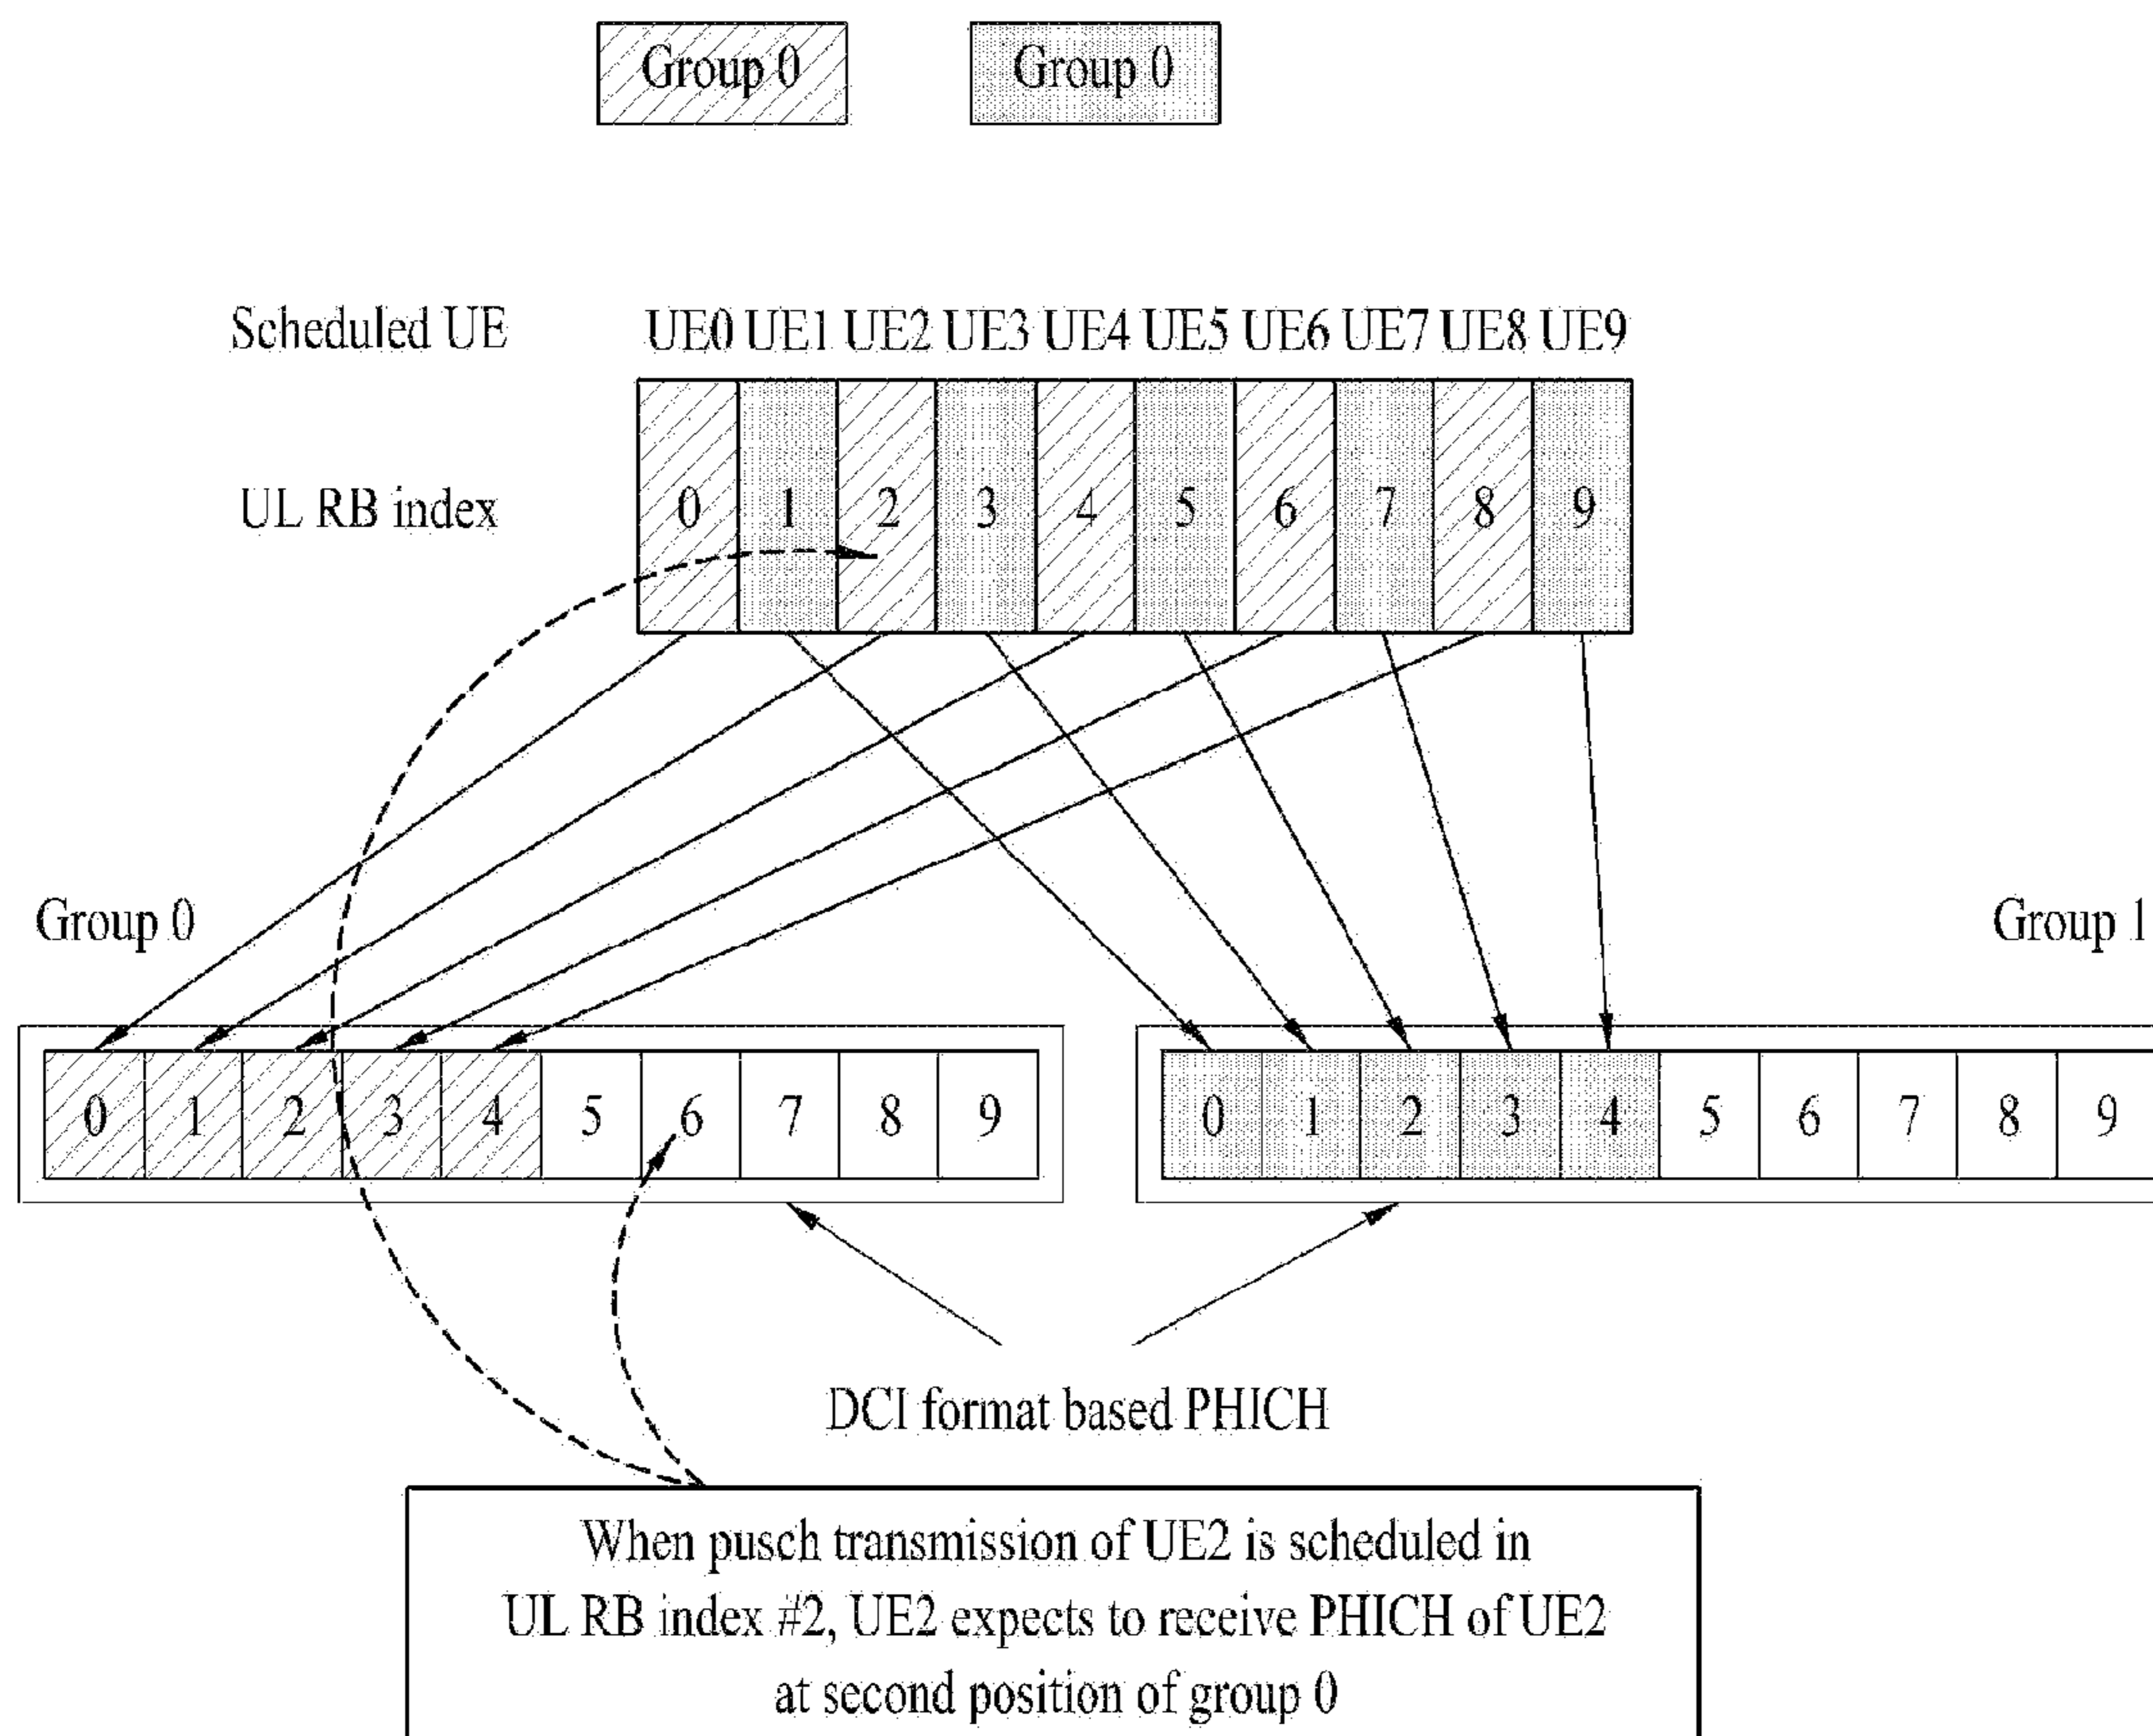 Group 0 Group 0
Scheduled UE UE0 UE1 UE2 UE3 UE4 UE5 UE6 UE7 UE8 UE9
UL RB index 0 1 2 3 4 5 6 7 8 9
Group 0 Group 1
0 1 2 3 4 5 6 7 8 9 0 1 2 3 4 5 6 7 8 9
DCI format based PHICH
When pusch transmission of UE2 is scheduled in
UL RB index #2, UE2 expects to receive PHICH of UE2
at second position of group 0